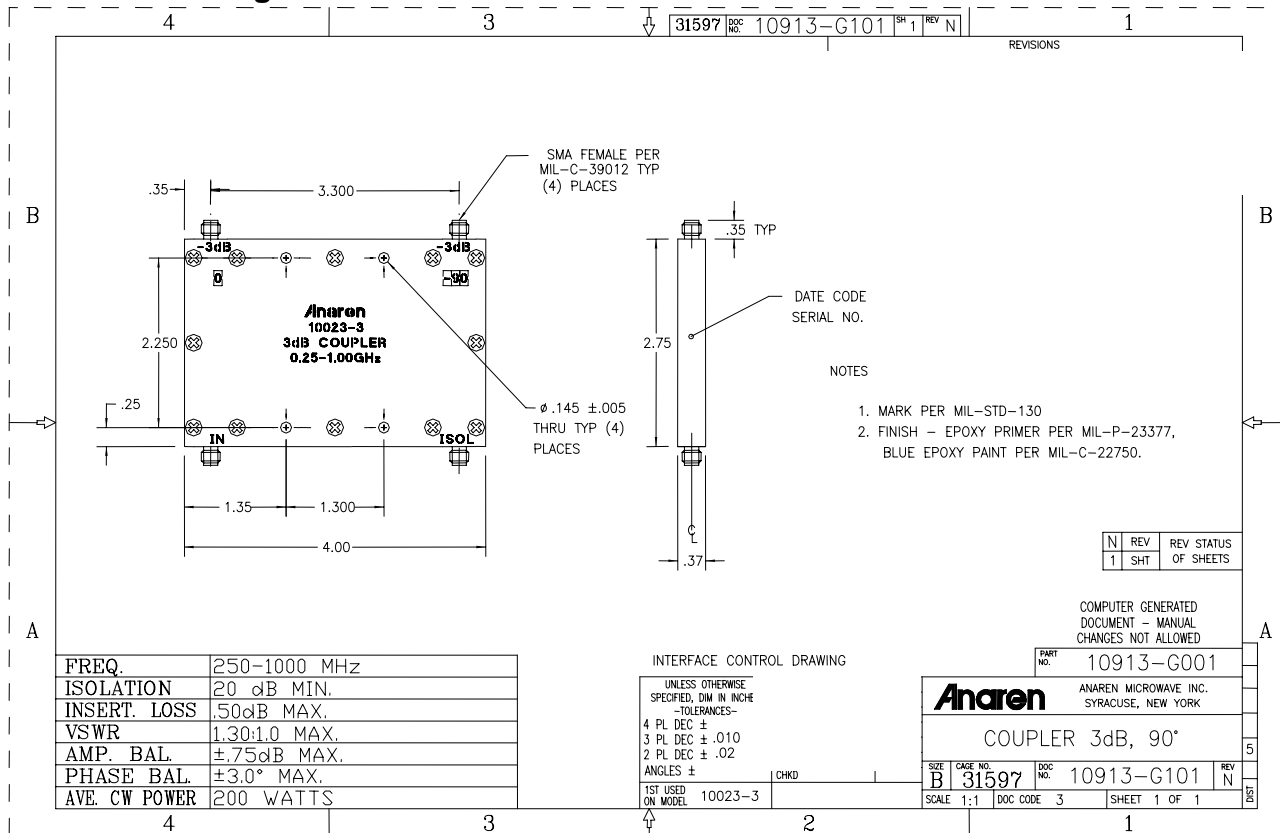 4
3
31597 DOC NO. 10913-G101 SH 1 REV N
1
REVISIONS
SMA FEMALE PER
MIL-C-39012 TYP
(4) PLACES
.35
3.300
B
B
.35 TYP
-3dB
-3dB
0
-90
DATE CODE
SERIAL NO.
Anaren
10023-3
3dB COUPLER
0.25-1.00GHz
2.250
2.75
NOTES
.25
Ø.145 ±.005
THRU TYP (4)
PLACES
1. MARK PER MIL-STD-130
2. FINISH - EPOXY PRIMER PER MIL-P-23377,
BLUE EPOXY PAINT PER MIL-C-22750.
IN
ISOL
1.35
1.300
4.00
CL
.37
N REV REV STATUS
1 SHT OF SHEETS
COMPUTER GENERATED
DOCUMENT - MANUAL
CHANGES NOT ALLOWED
A
A
FREQ. 250-1000 MHz
ISOLATION 20 dB MIN.
INSERT. LOSS .50dB MAX.
VSWR 1.30:1.0 MAX.
AMP. BAL. ±.75dB MAX.
PHASE BAL. ±3.0° MAX.
AVE. CW POWER 200 WATTS
INTERFACE CONTROL DRAWING
UNLESS OTHERWISE
SPECIFIED, DIM IN INCHE
-TOLERANCES-
4 PL DEC ±
3 PL DEC ± .010
2 PL DEC ± .02
ANGLES ±
CHKD
1ST USED
ON MODEL 10023-3
PART NO. 10913-G001
Anaren
ANAREN MICROWAVE INC.
SYRACUSE, NEW YORK
COUPLER 3dB, 90°
SIZE B CAGE NO. 31597 DOC NO. 10913-G101 REV N
SCALE 1:1 DOC CODE 3 SHEET 1 OF 1
5
DIST
4
3
2
1